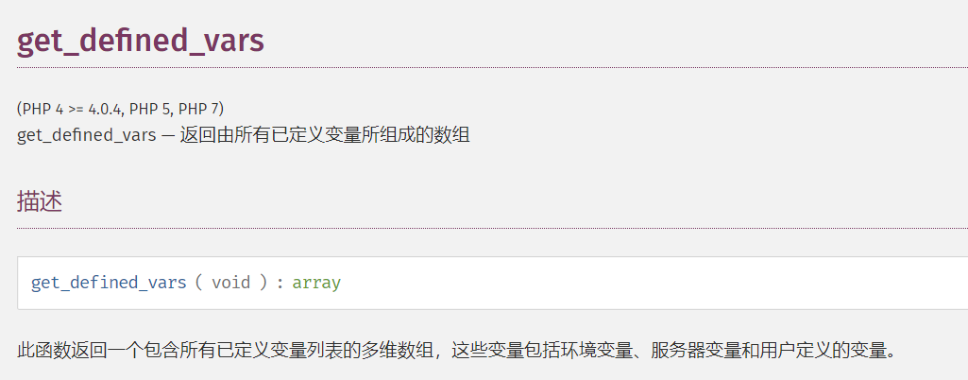 get_defined_vars
(PHP 4 >= 4.0.4, PHP 5, PHP 7)
get_defined_vars — 返回由所有已定义变量所组成的数组
描述
get_defined_vars ( void ) : array
此函数返回一个包含所有已定义变量列表的多维数组，这些变量包括环境变量、服务器变量和用户定义的变量。